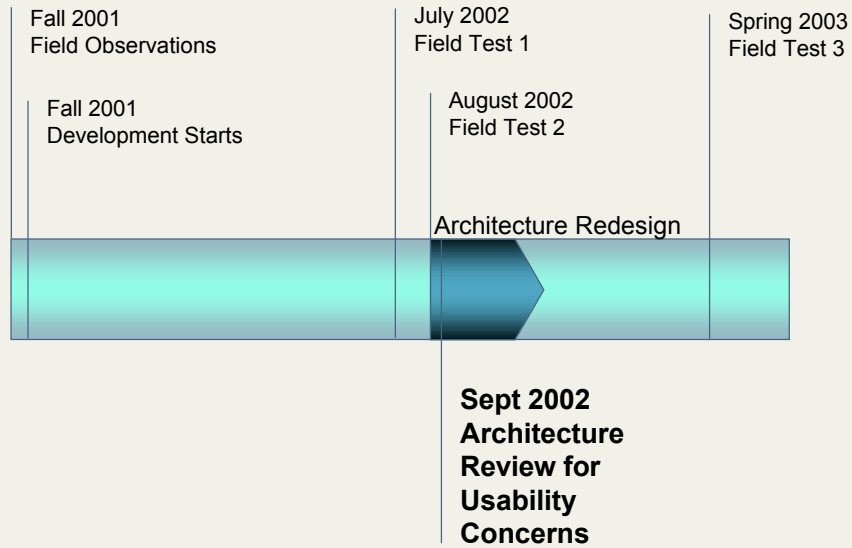 Fall 2001
Field Observations
July 2002
Field Test 1
Spring 2003
Field Test 3
Fall 2001
Development Starts
August 2002
Field Test 2
Architecture Redesign
Sept 2002
Architecture
Review for
Usability
Concerns